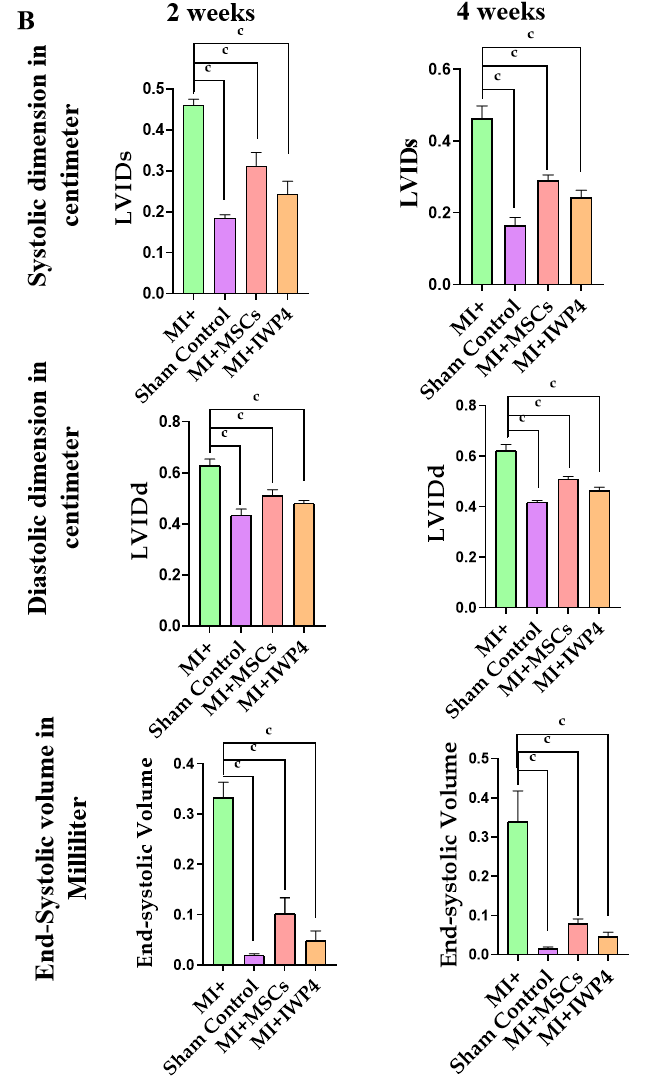 B
2 weeks
4 weeks
Systolic dimension in
centimeter
LVIDs
0.5
0.4
0.3
0.2
0.1
0.0
c
c
c
MI+
Sham Control
MI+MSCs
MI+IWP4
LVIDs
0.6
0.4
0.2
0.0
c
c
c
MI+
Sham Control
MI+MSCs
MI+IWP4
Diastolic dimension in
centimeter
LVIDd
0.8
0.6
0.4
0.2
0.0
c
c
c
MI+
Sham Control
MI+MSCs
MI+IWP4
LVIDd
0.8
0.6
0.4
0.2
0.0
c
c
c
MI+
Sham Control
MI+MSCs
MI+IWP4
End-Systolic volume in
Milliliter
End-systolic Volume
0.4
0.3
0.2
0.1
0.0
c
c
c
MI+
Sham Control
MI+MSCs
MI+IWP4
End-systolic Volume
0.5
0.4
0.3
0.2
0.1
0.0
c
c
c
MI+
Sham Control
MI+MSCs
MI+IWP4